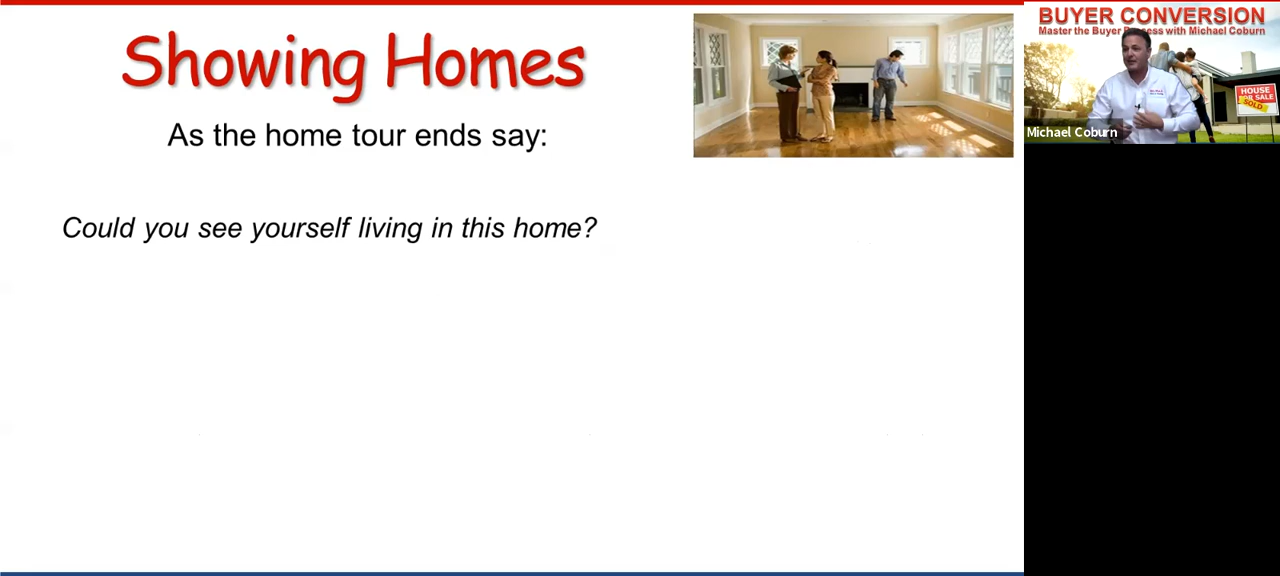 Showing Homes
As the home tour ends say:
Could you see yourself living in this home?
BUYER CONVERSION
Master the Buyer with Michael Coburn
HOUSE
FOR SALE
SOLD
Michael Coburn